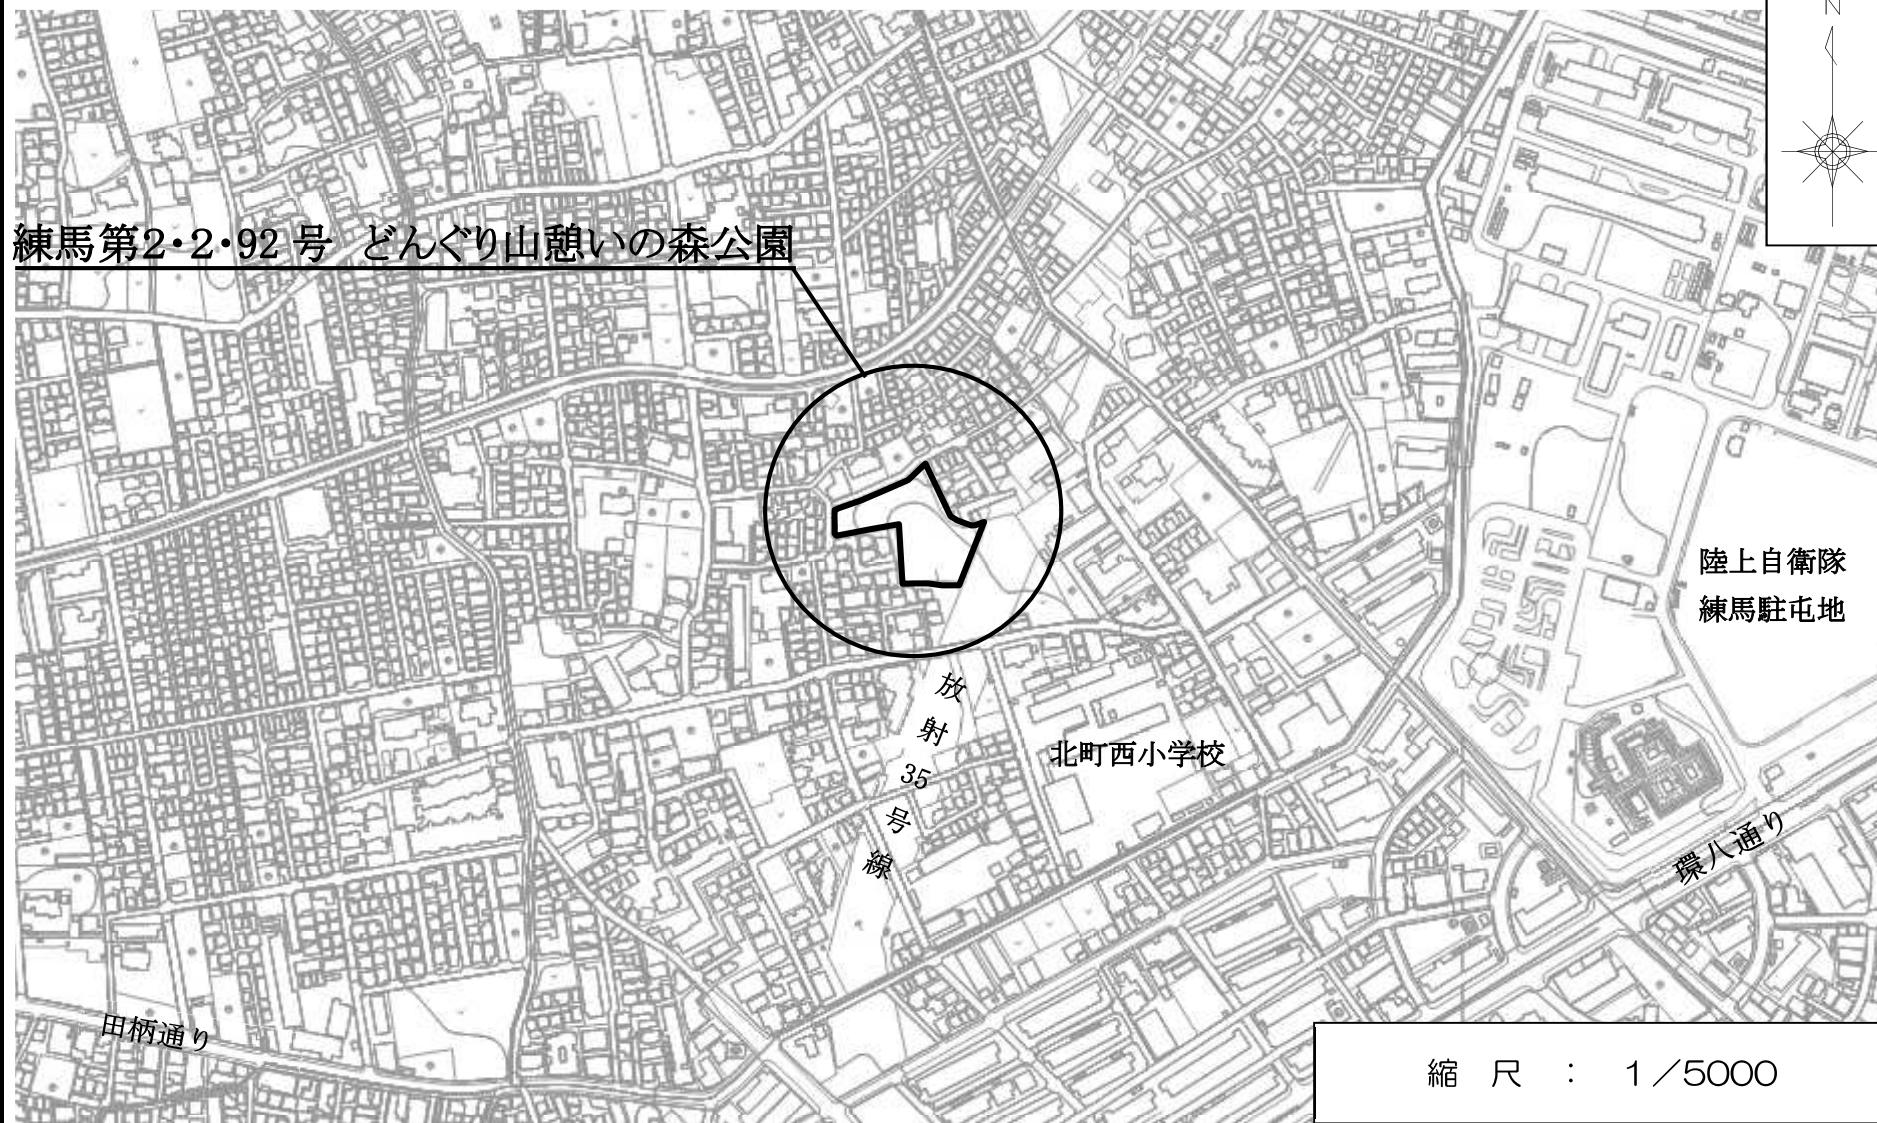 N
練馬第2・2・92号 どんぐり山憩いの森公園
陸上自衛隊
練馬駐屯地
放射35号線
北町西小学校
環八通り
田柄通り
縮 尺 : 1/5000